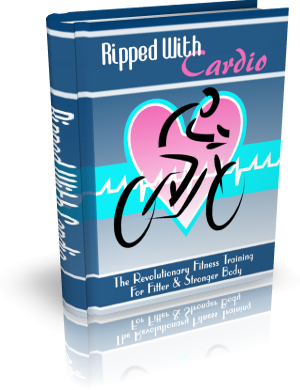 Ripped With
Cardio
Ripped With Cardio
The Revolutionary Fitness Training
For Fitter & Stronger Body